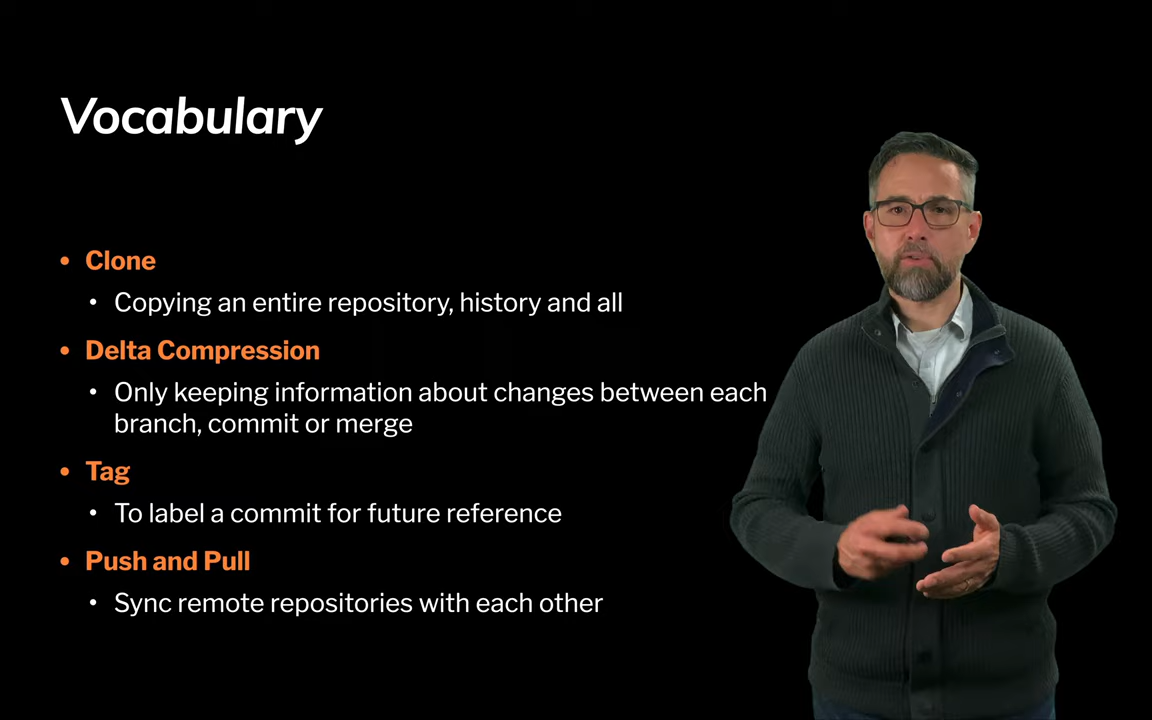 Vocabulary
• Clone
• Copying an entire repository, history and all
• Delta Compression
• Only keeping information about changes between each
branch, commit or merge
• Tag
• To label a commit for future reference
• Push and Pull
• Sync remote repositories with each other